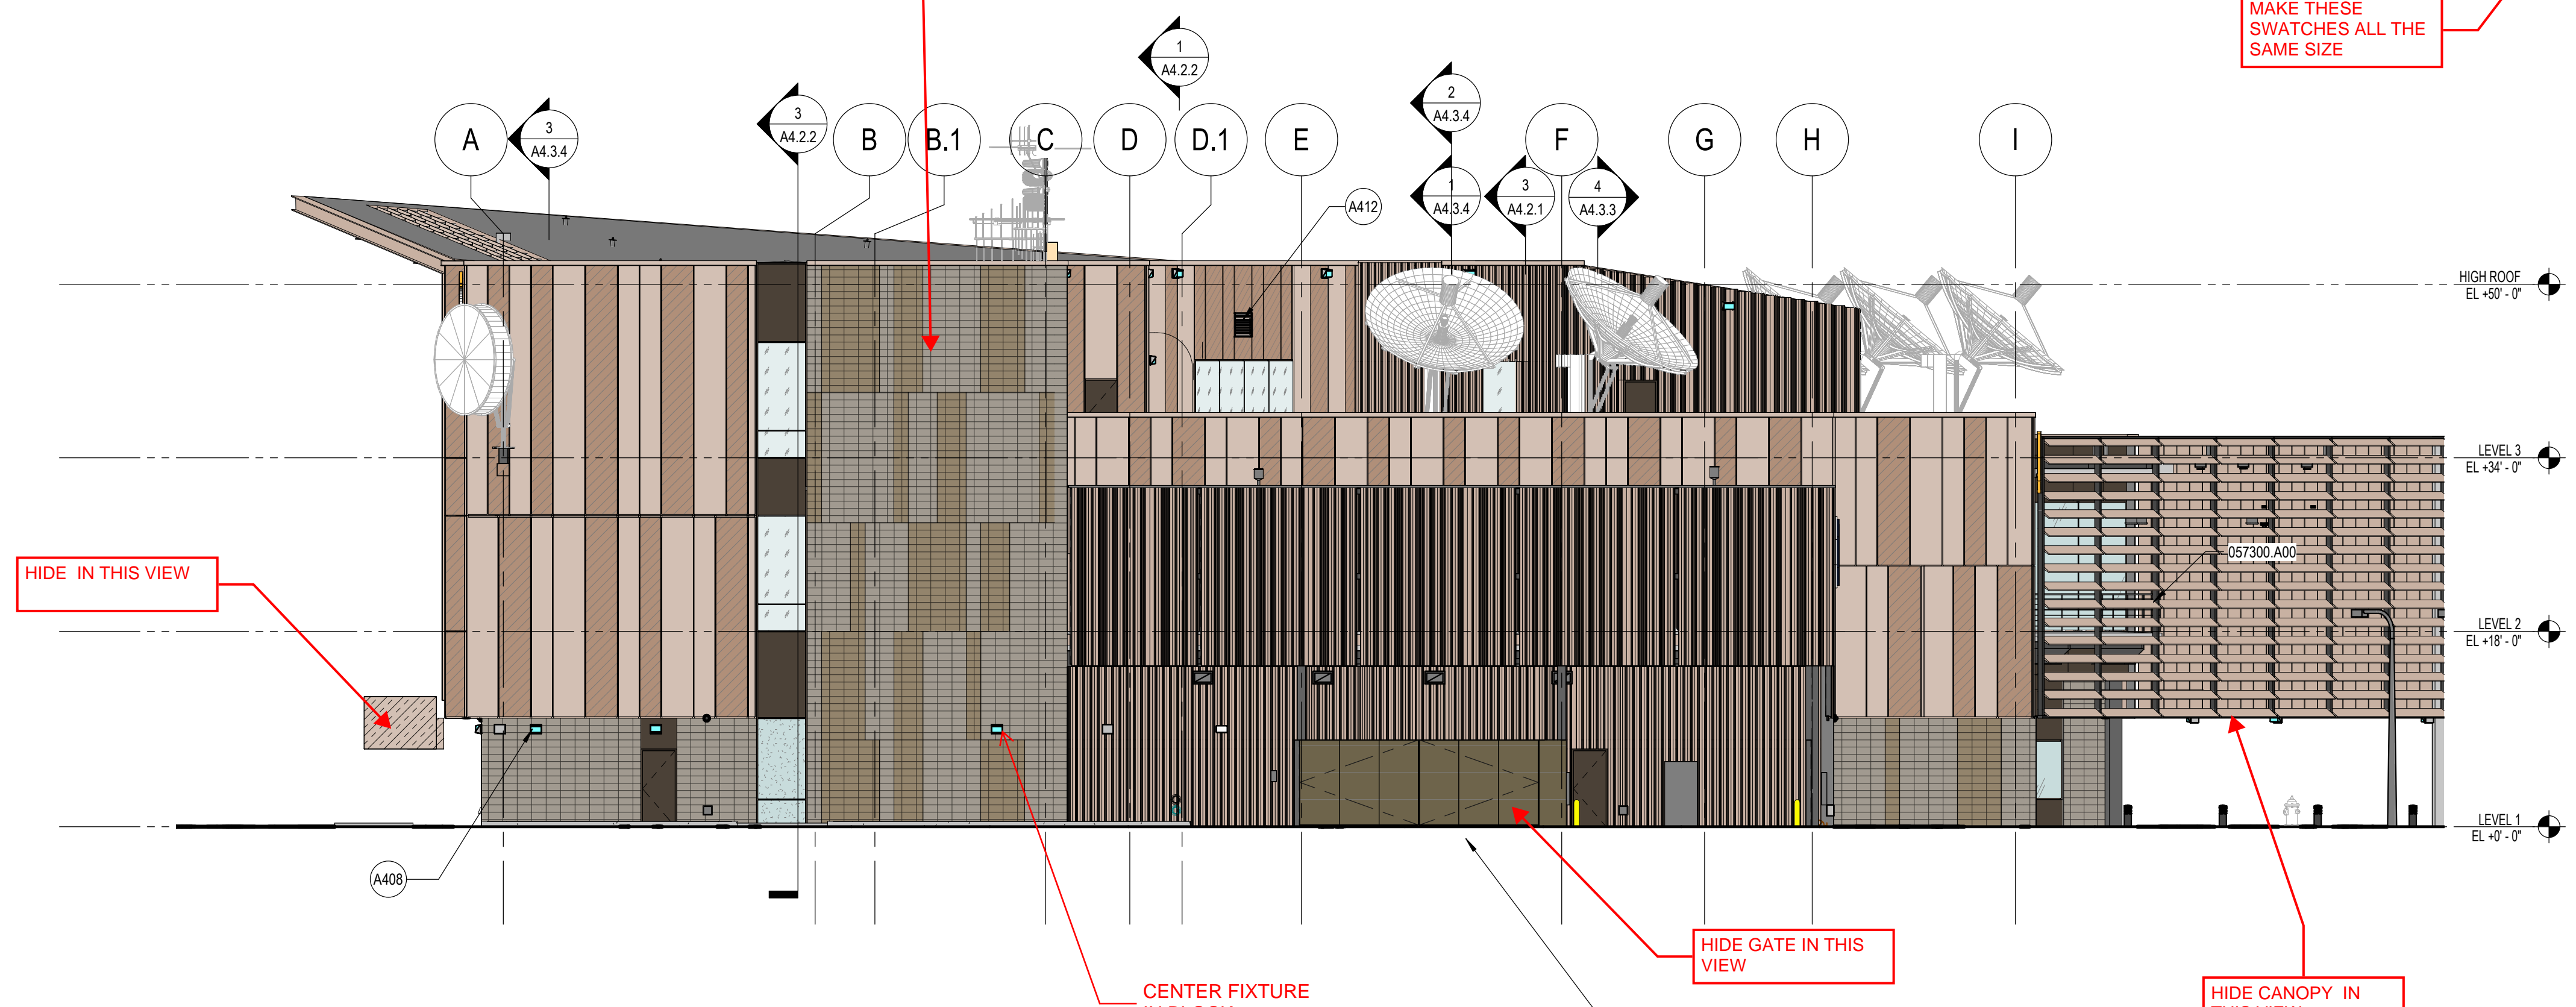 MAKE THESE
SWATCHES ALL THE
SAME SIZE
1
A4.2.2
2
A4.3.4
A
3
A4.3.4
3
A4.2.2
B
B.1
C
D
D.1
E
F
G
H
I
1
A4.3.4
3
A4.2.1
4
A4.3.3
A412
HIGH ROOF
EL +50' - 0"
LEVEL 3
EL +34' - 0"
057300.A00
HIDE IN THIS VIEW
LEVEL 2
EL +18' - 0"
LEVEL 1
EL +0' - 0"
A408
HIDE GATE IN THIS
VIEW
CENTER FIXTURE
HIDE CANOPY IN